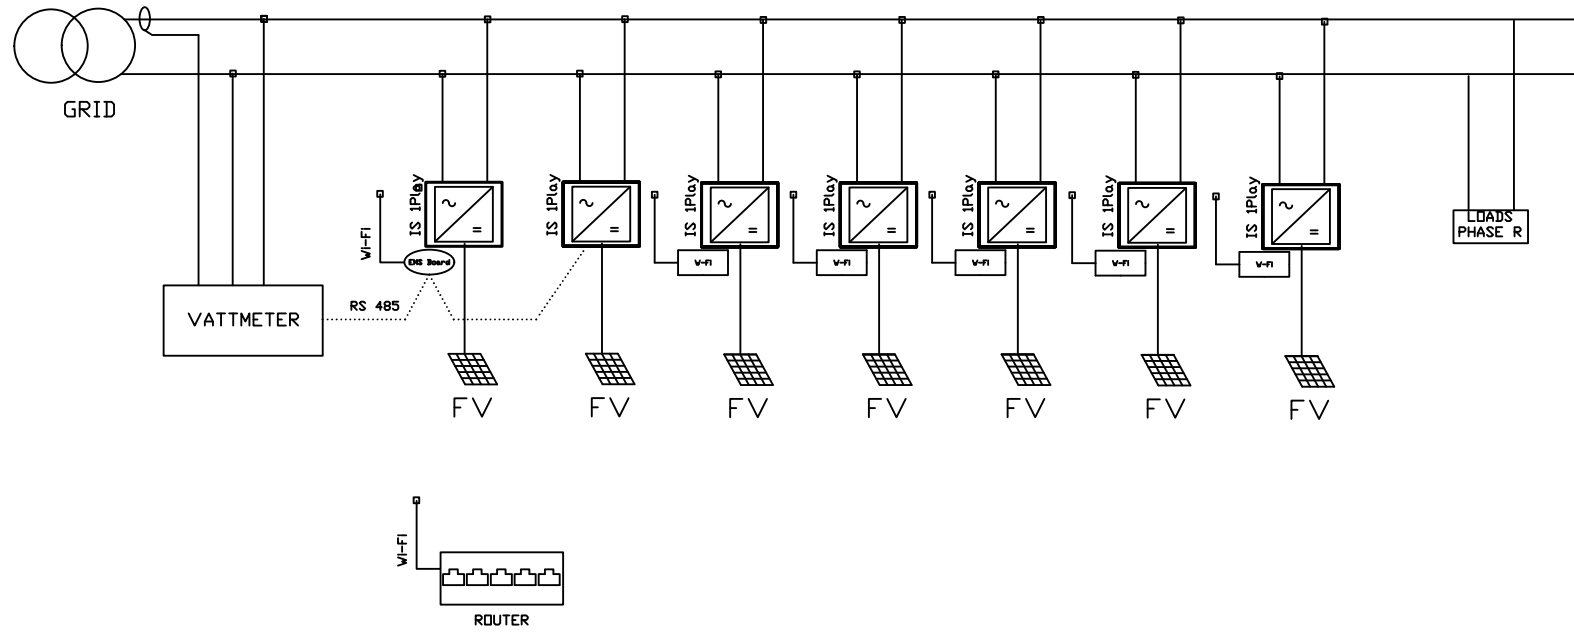 GRID
IS 1Play
IS 1Play
IS 1Play
IS 1Play
IS 1Play
IS 1Play
IS 1Play
LOADS
PHASE R
Wi-Fi
EMS Board
W-Fi
W-Fi
W-Fi
W-Fi
W-Fi
VATTMETER
RS 485
FV
FV
FV
FV
FV
FV
FV
Wi-Fi
ROUTER